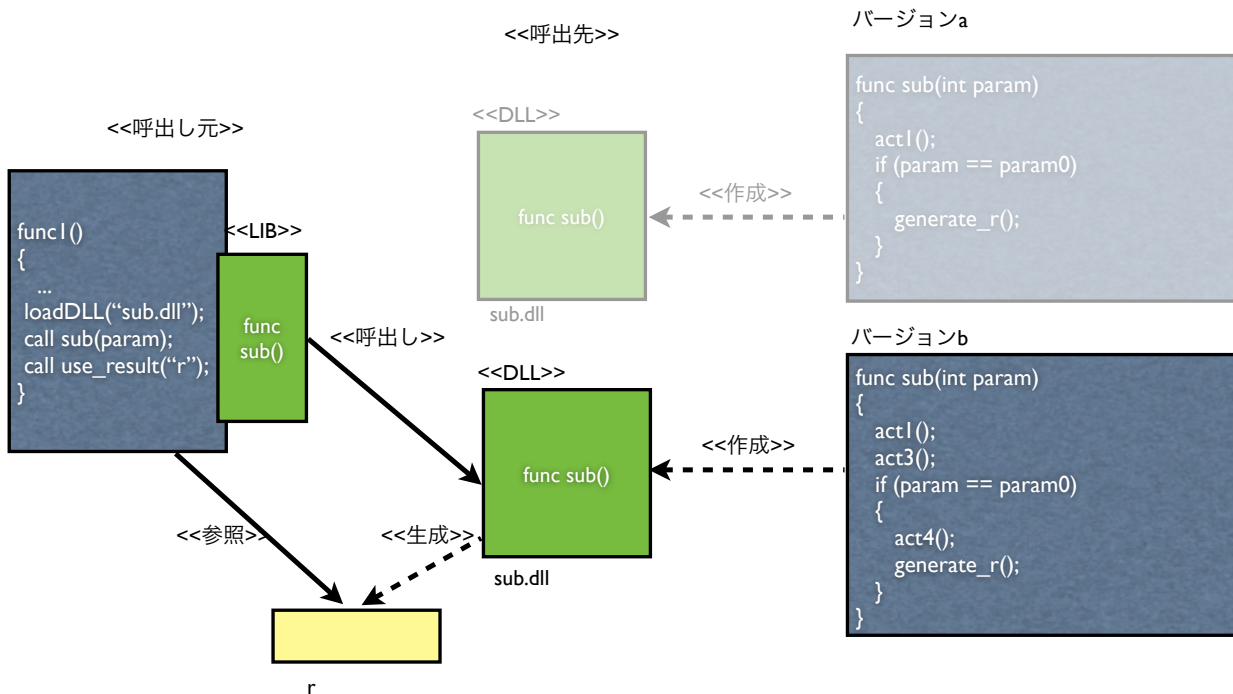 <<呼出し元>>
func1()
{
...
loadDLL(“sub.dll”);
call sub(param);
call use_result(“r”);
}
<<LIB>>
func
sub()
<<呼出し>>
<<参照>>
<<生成>>
r
<<呼出先>>
<<DLL>>
func sub()
sub.dll
<<作成>>
<<DLL>>
func sub()
sub.dll
<<作成>>
バージョンa
func sub(int param)
{
act1();
if (param == param0)
{
generate_r();
}
}
バージョンb
func sub(int param)
{
act1();
act3();
if (param == param0)
{
act4();
generate_r();
}
}